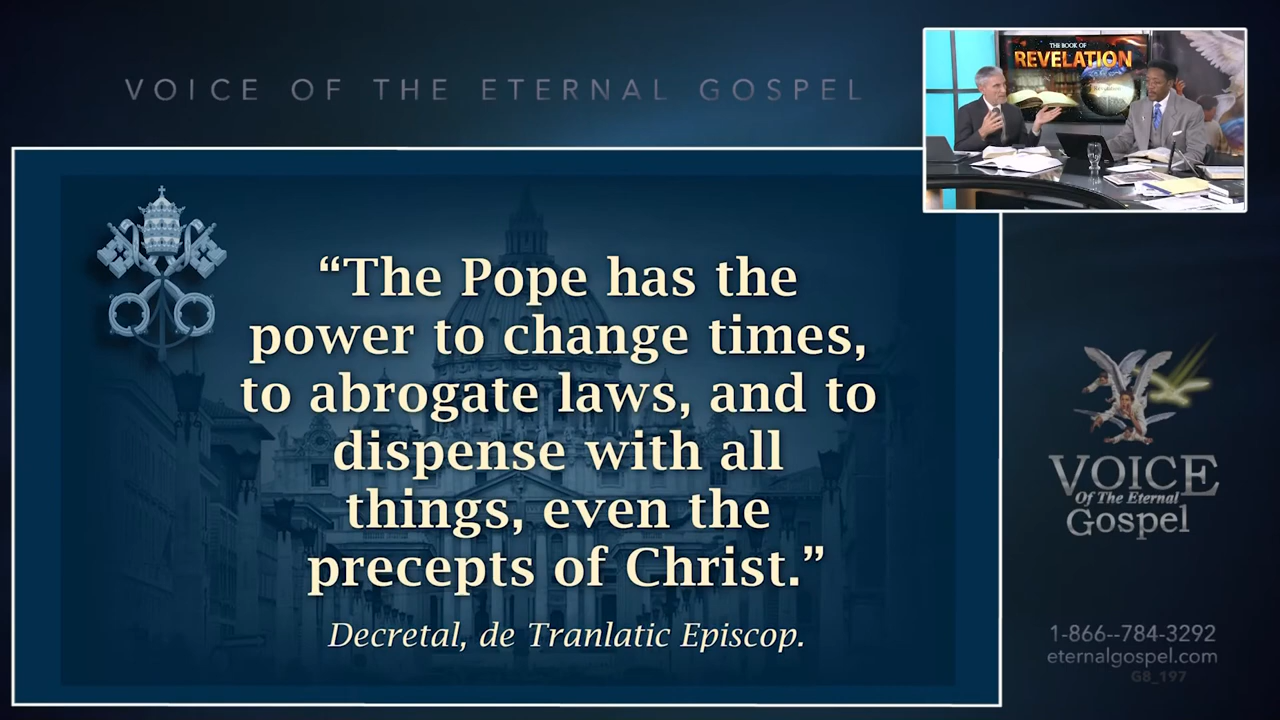 VOICE OF THE ETERNAL GOSPEL
THE BOOK OF
REVELATION
“The Pope has the
power to change times,
to abrogate laws, and to
dispense with all
things, even the
precepts of Christ.”
Decretal, de Tranlatic Episcop.
VOICE
Of The Eternal
Gospel
1-866--784-3292
eternalgospel.com
G8_197